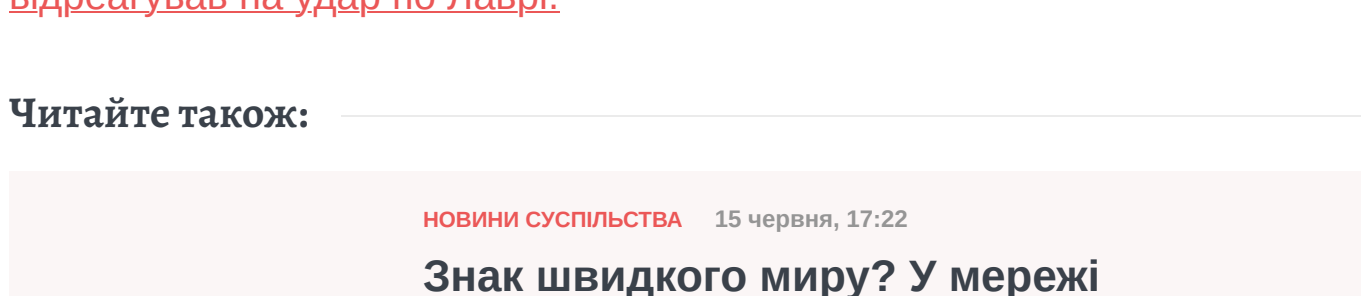 відреагував на удар по Лаврі.
Читайте також:
НОВИНИ СУСПІЛЬСТВА 15 червня, 17:22
Знак швидкого миру? У мережі